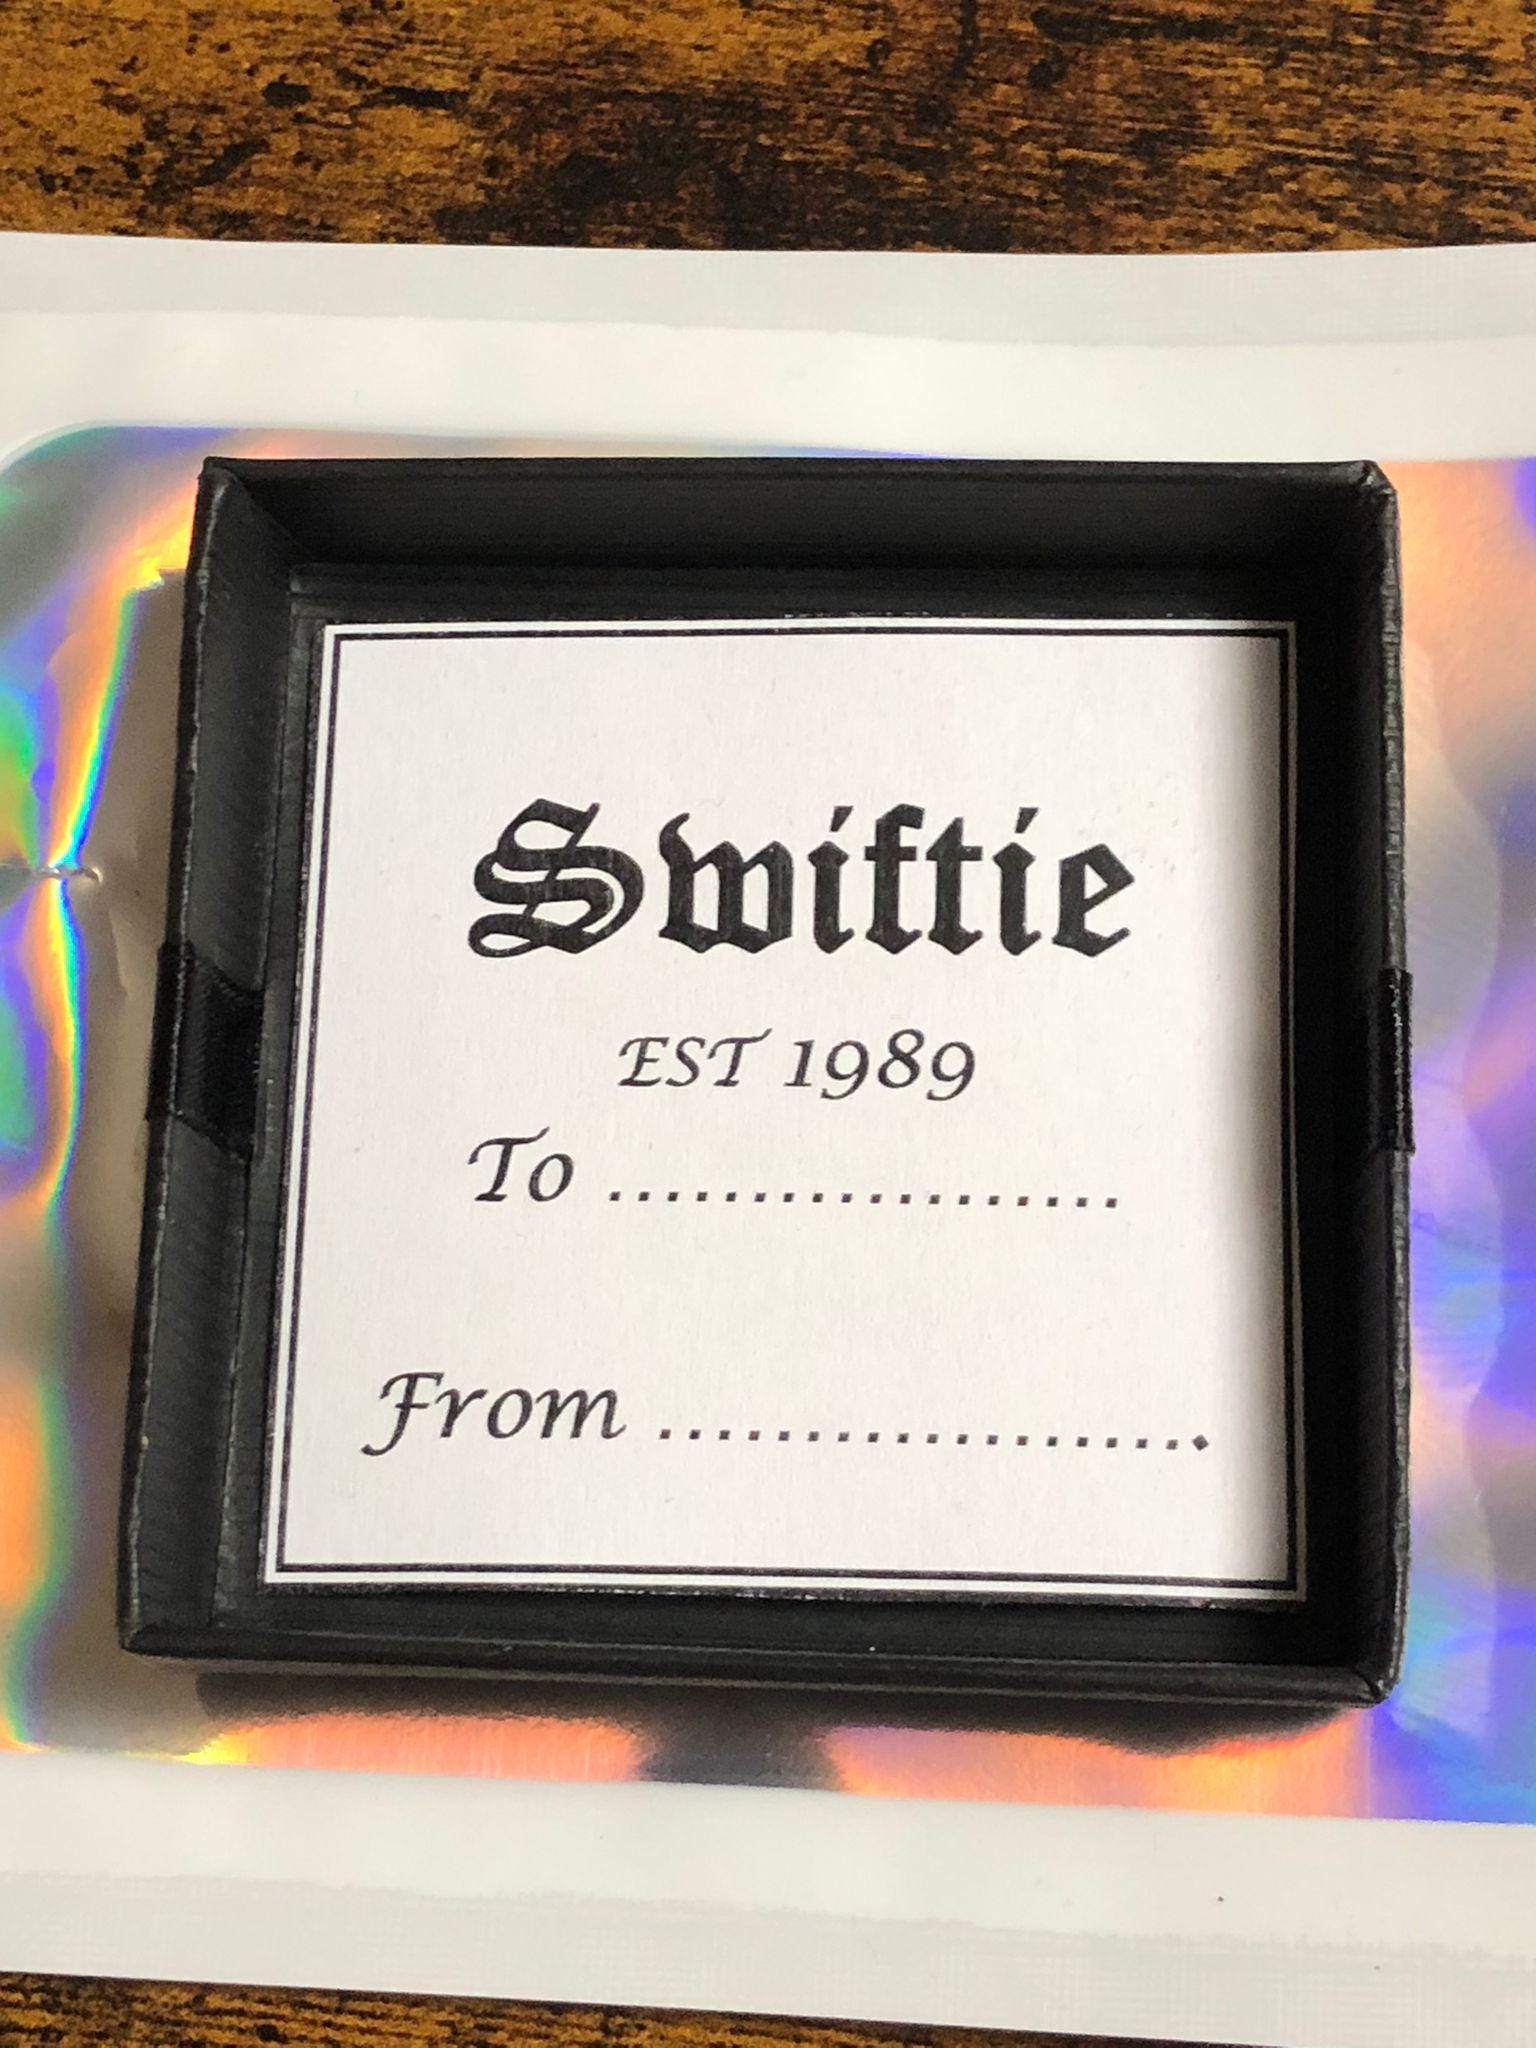 Swiftie
EST 1989
To ..................
From ...................